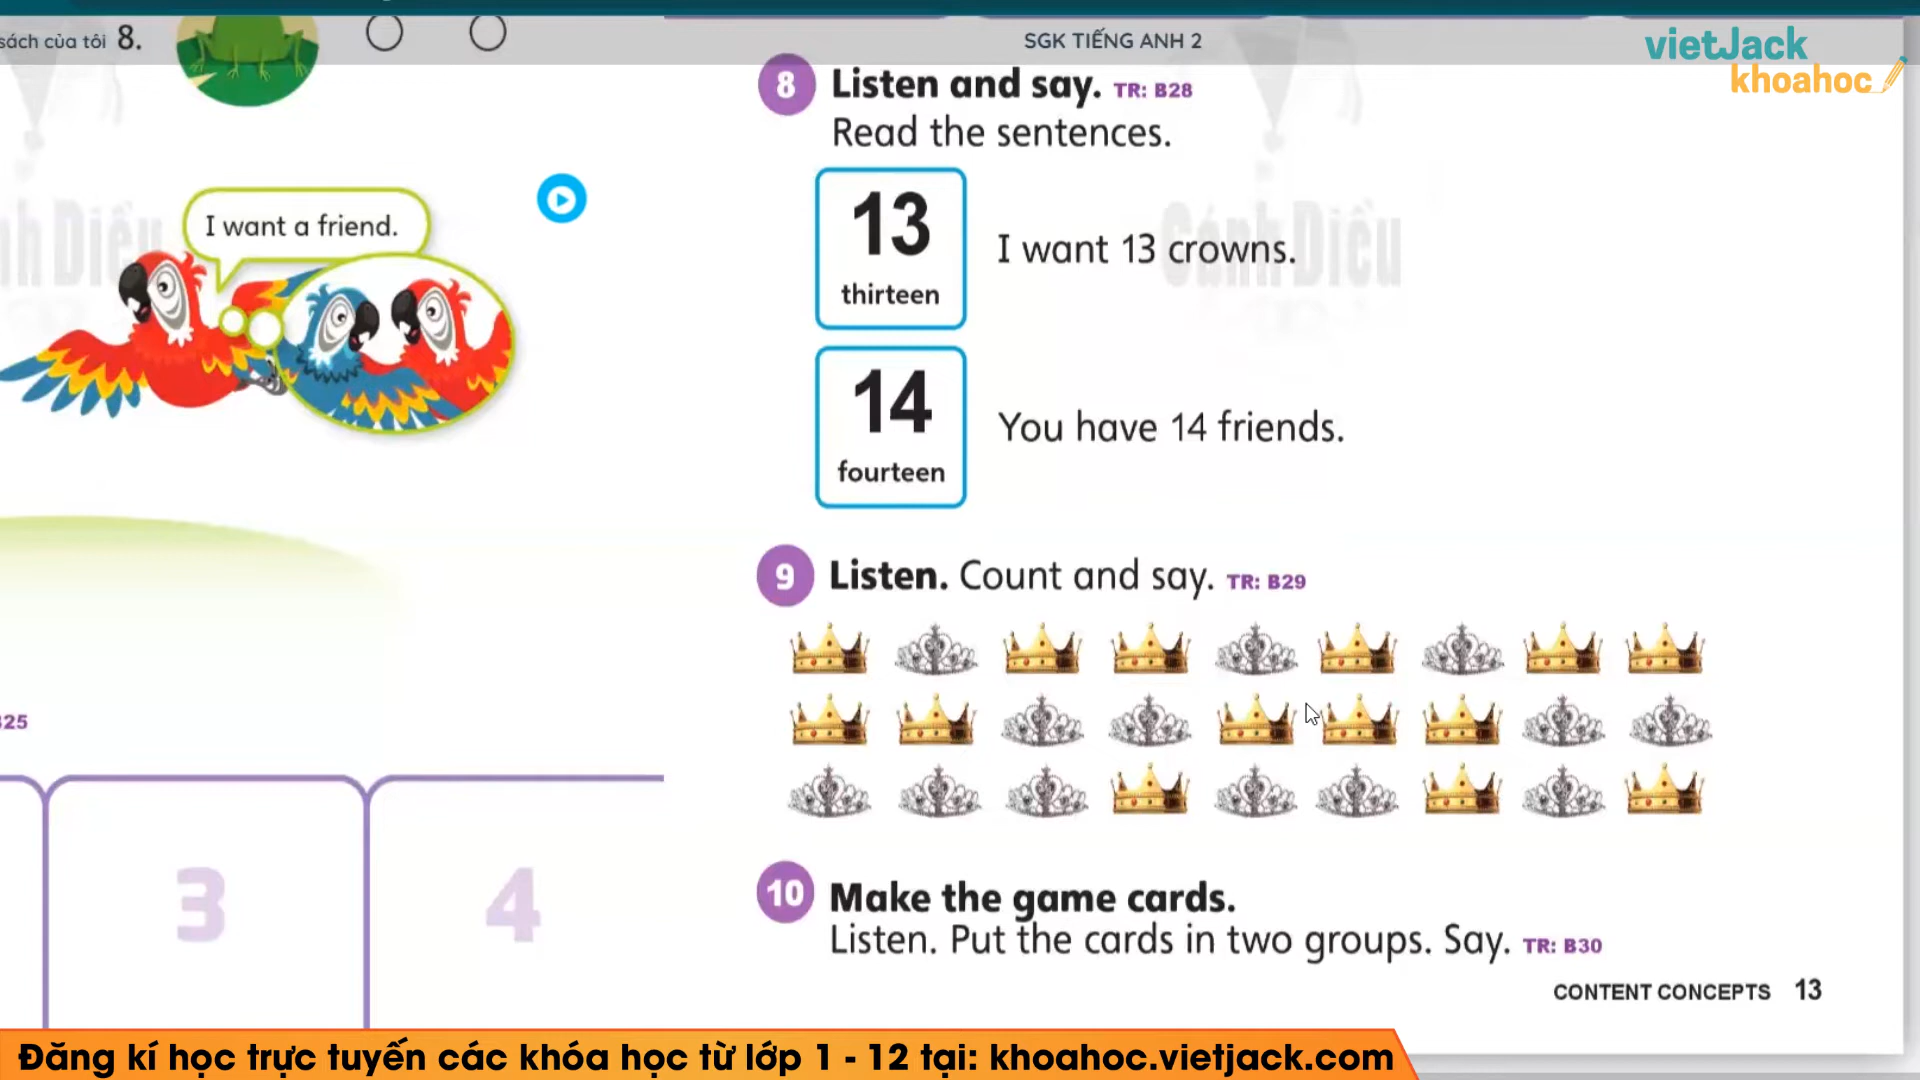 sách của tôi
8.
SGK TIẾNG ANH 2
vietJack
khoahoc
I want a friend.
3
4
8 Listen and say. TR: B28
Read the sentences.
13
thirteen
I want 13 crowns.
14
fourteen
You have 14 friends.
9 Listen. Count and say. TR: B29
10 Make the game cards.
Listen. Put the cards in two groups. Say. TR: B30
CONTENT CONCEPTS 13
Cánh Diều
Đăng kí học trực tuyến các khóa học từ lớp 1 - 12 tại: khoahoc.vietjack.com